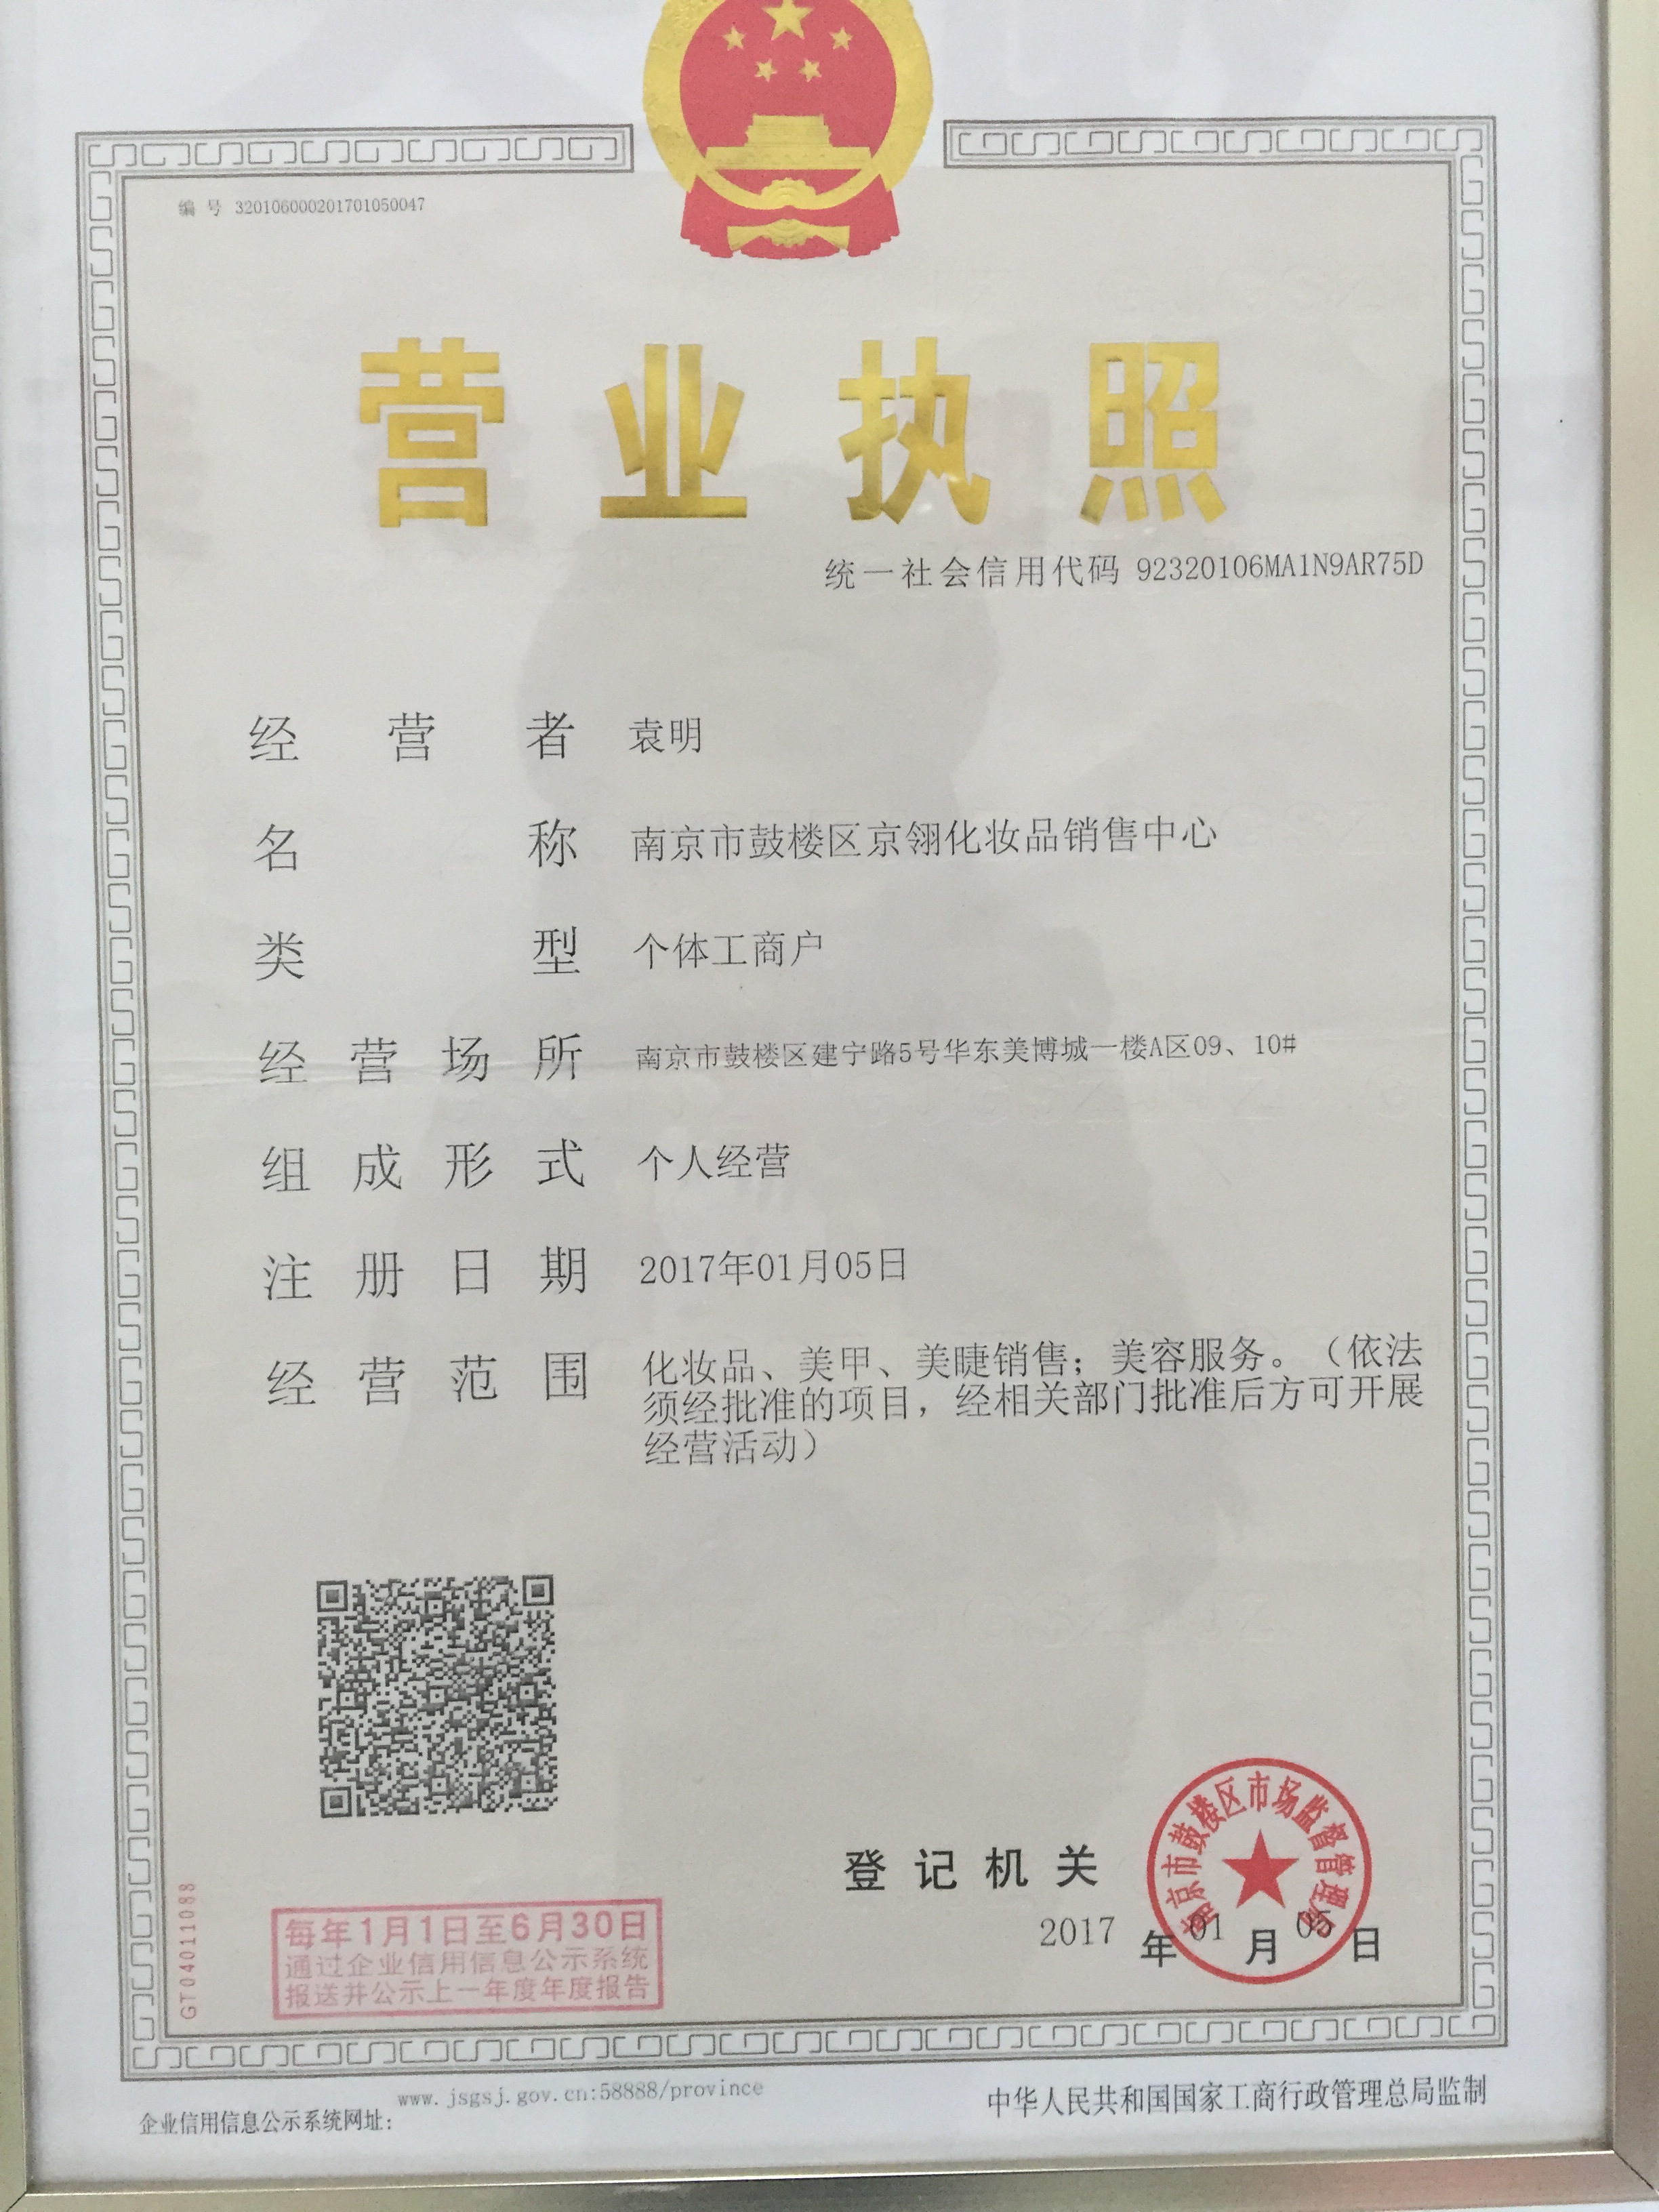 编 号 320106000201701050047
营业执照
统一社会信用代码 92320106MA1N9AR75D
经营者 袁明
名称 南京市鼓楼区京翎化妆品销售中心
类型 个体工商户
经营场所 南京市鼓楼区建宁路5号华东美博城一楼A区09、10#
组成形式 个人经营
注册日期 2017年01月05日
经营范围 化妆品、美甲、美睫销售；美容服务。（依法
须经批准的项目，经相关部门批准后方可开展
经营活动）
登记机关
南京市鼓楼区市场监督管理局
2017 年 01 月 05 日
每年1月1日至6月30日
通过企业信用信息公示系统
报送并公示上一年度年度报告
GT04011088
企业信用信息公示系统网址： www.jsgsj.gov.cn:58888/province
中华人民共和国国家工商行政管理总局监制